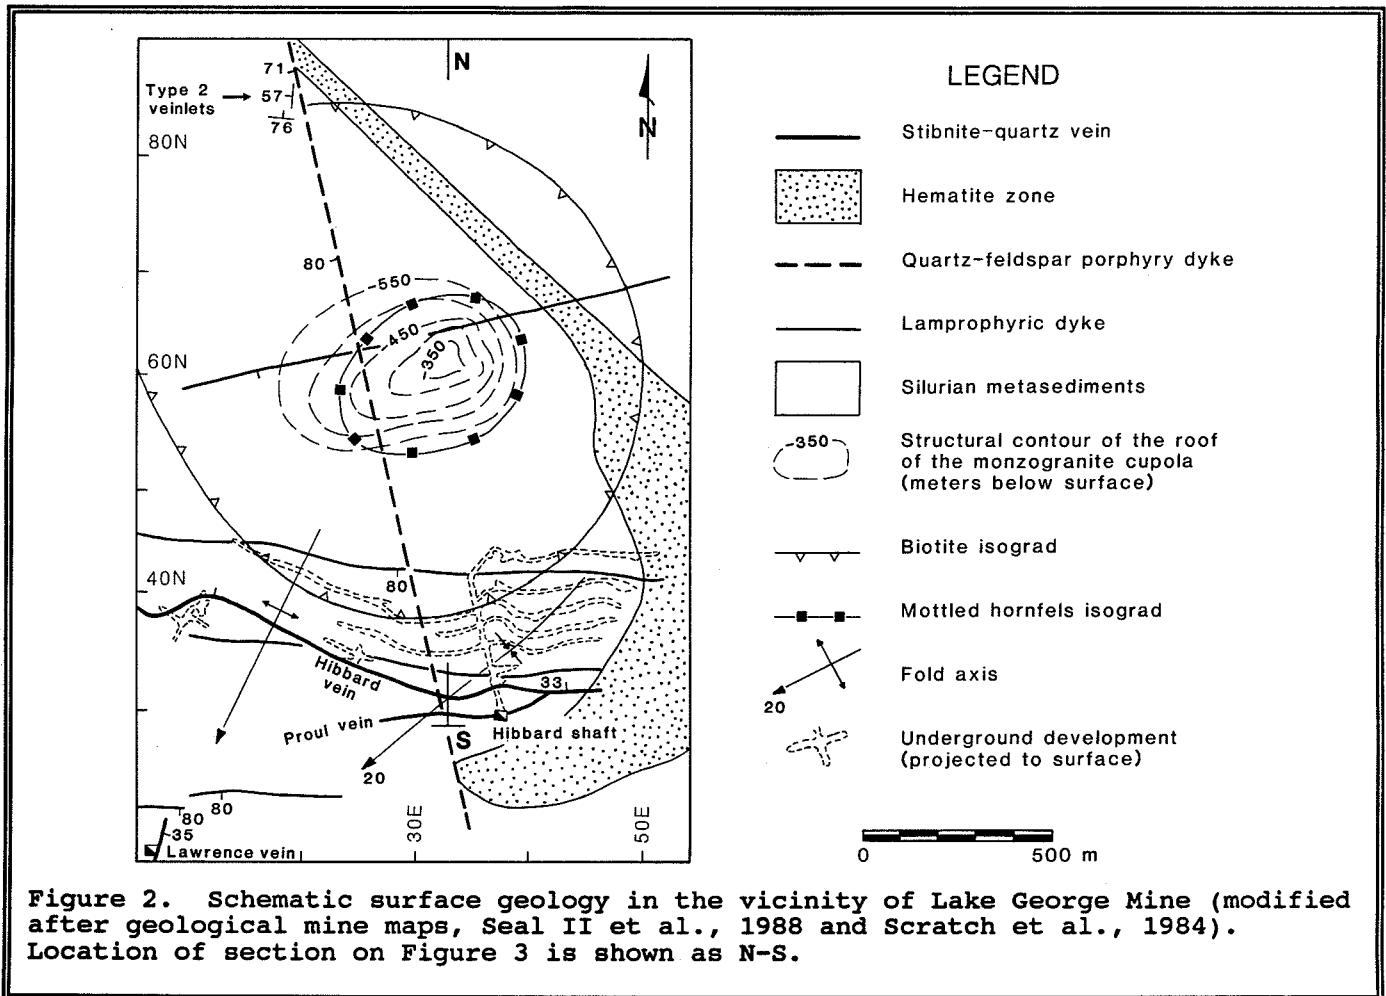 N
71
Type 2
veinlets
57
76
N
80N
80
550
450
350
60N
40N
80
Hibbard
vein
33
Proul vein
S
Hibbard shaft
20
80
80
35
Lawrence vein
30E
50E
LEGEND
Stibnite-quartz vein
Hematite zone
Quartz-feldspar porphyry dyke
Lamprophyric dyke
Silurian metasediments
350
Structural contour of the roof
of the monzogranite cupola
(meters below surface)
Biotite isograd
Mottled hornfels isograd
Fold axis
20
Underground development
(projected to surface)
0 500 m
Figure 2. Schematic surface geology in the vicinity of Lake George Mine (modified
after geological mine maps, Seal II et al., 1988 and Scratch et al., 1984).
Location of section on Figure 3 is shown as N-S.